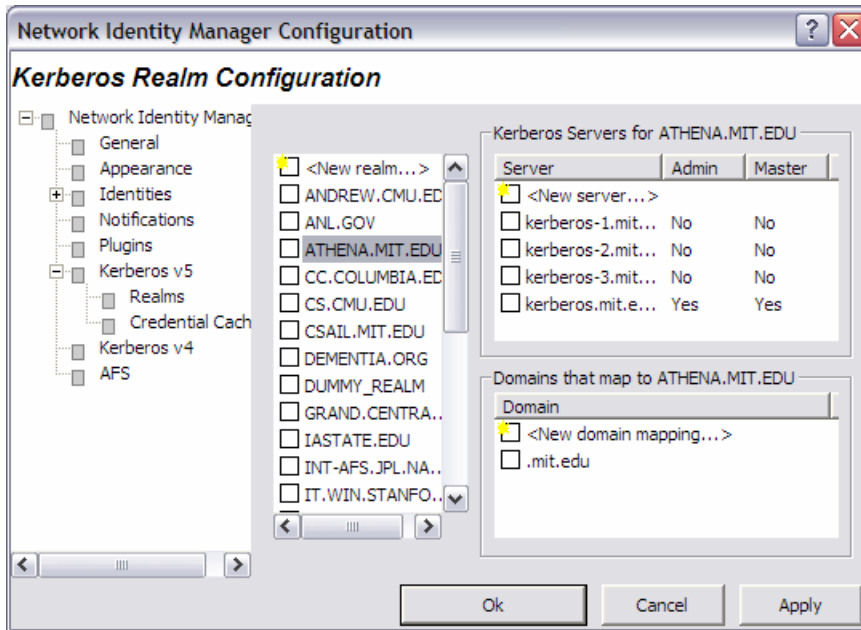 Network Identity Manager Configuration
Kerberos Realm Configuration
Network Identity Manag
General
Appearance
Identities
Notifications
Plugins
Kerberos v5
Realms
Credential Cach
Kerberos v4
AFS
<New realm...>
ANDREW.CMU.ED
ANL.GOV
ATHENA.MIT.EDU
CC.COLUMBIA.ED
CS.CMU.EDU
CSAIL.MIT.EDU
DEMENTIA.ORG
DUMMY_REALM
GRAND.CENTRA..
IASTATE.EDU
INT-AFS.JPL.NA..
IT.WIN.STANFO..
Kerberos Servers for ATHENA.MIT.EDU
Server Admin Master
<New server...>
kerberos-1.mit... No No
kerberos-2.mit... No No
kerberos-3.mit... No No
kerberos.mit.e... Yes Yes
Domains that map to ATHENA.MIT.EDU
Domain
<New domain mapping...>
.mit.edu
Ok Cancel Apply